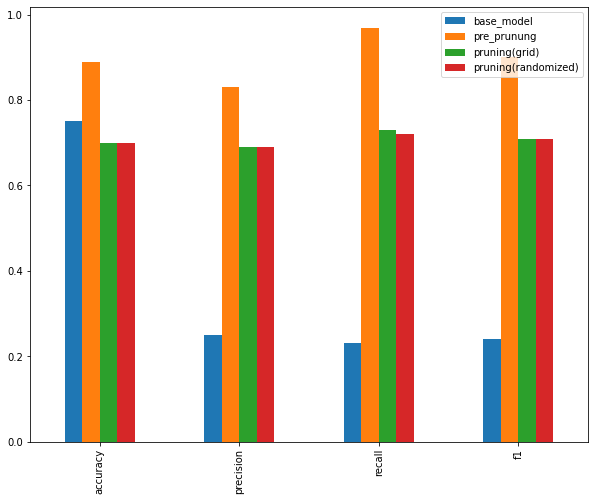 1.0
0.8
0.6
0.4
0.2
0.0
base_model
pre_prunung
pruning(grid)
pruning(randomized)
accuracy
precision
recall
f1